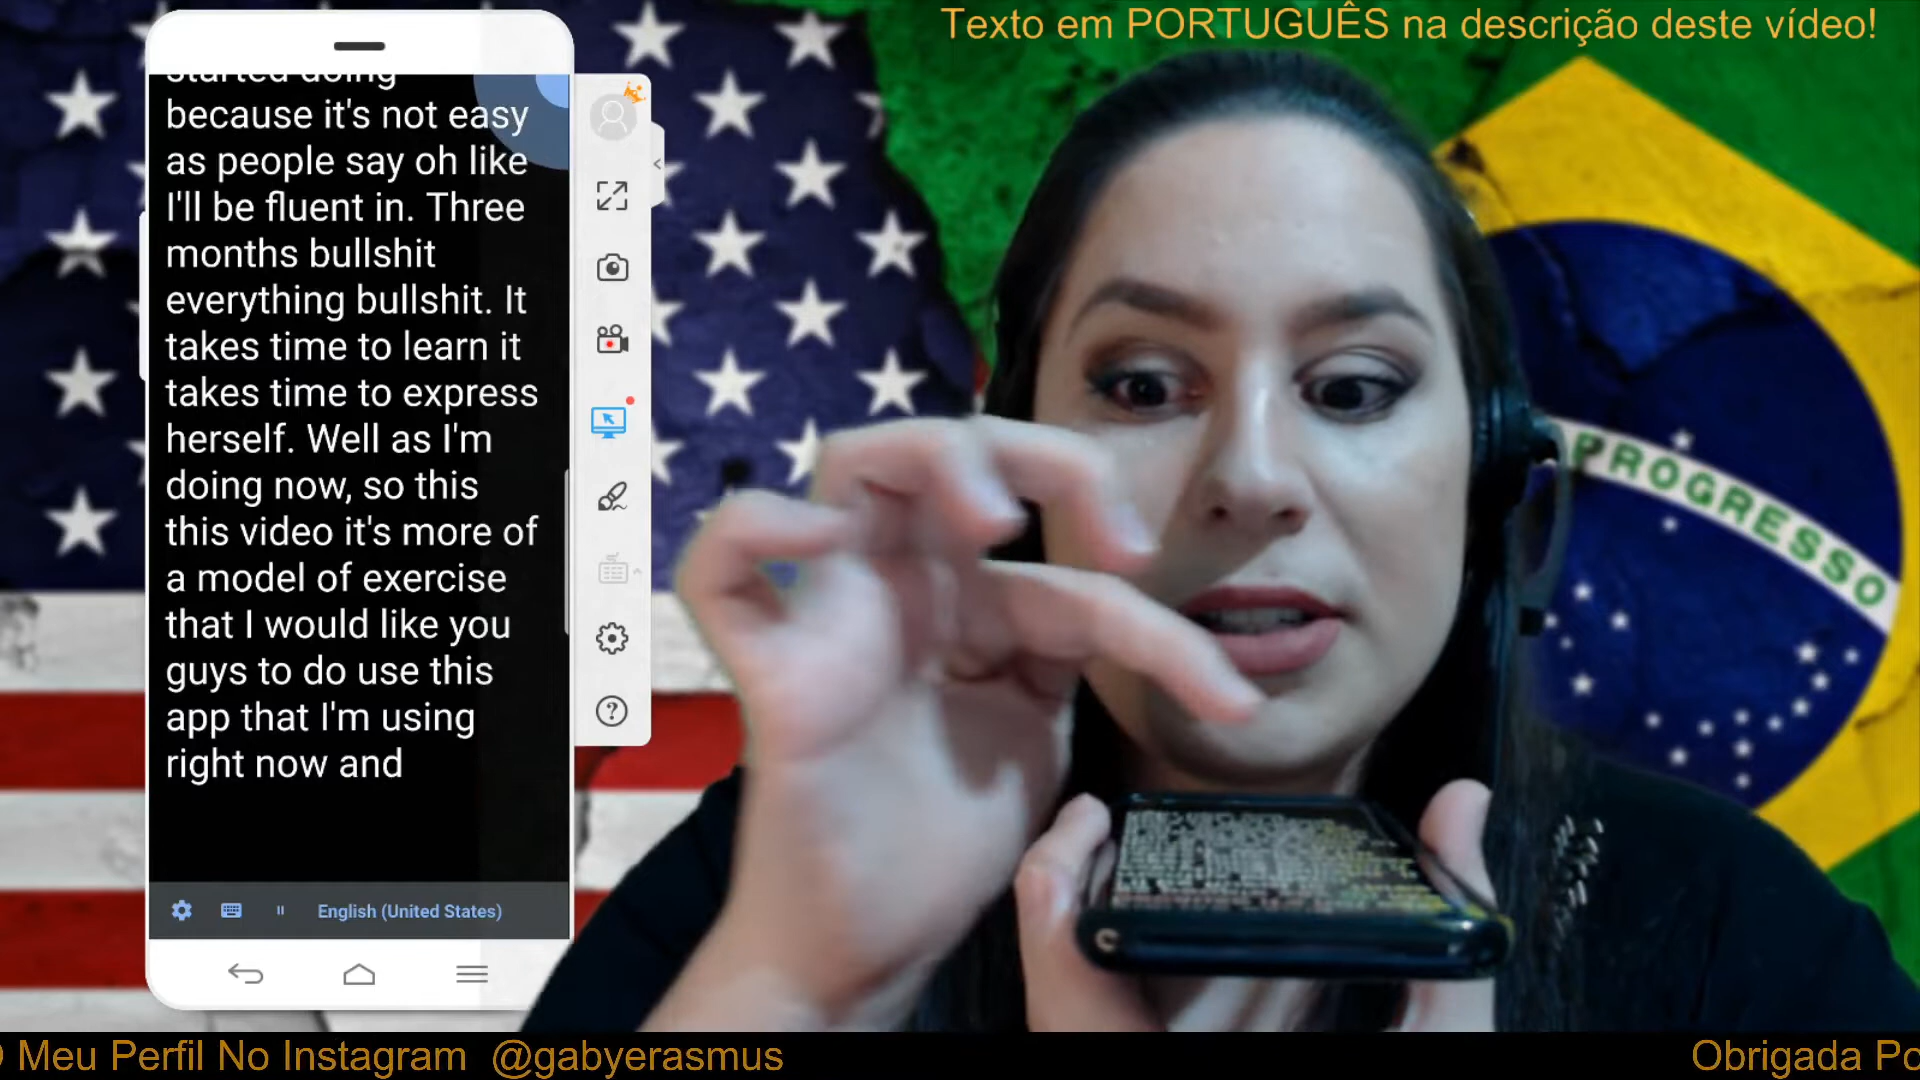 Texto em PORTUGUÊS na descrição deste vídeo!
started doing
because it's not easy
as people say oh like
I'll be fluent in. Three
months bullshit
everything bullshit. It
takes time to learn it
takes time to express
herself. Well as I'm
doing now, so this
this video it's more of
a model of exercise
that I would like you
guys to do use this
app that I'm using
right now and
English (United States)
PROGRESSO
Meu Perfil No Instagram @gabyerasmus
Obrigada Po